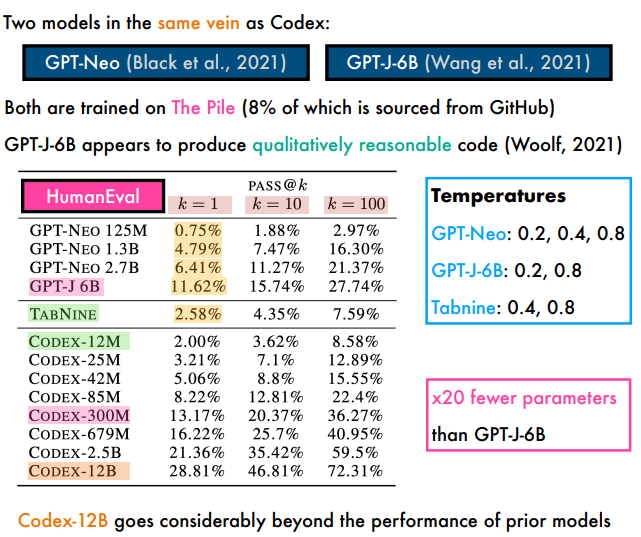 Two models in the same vein as Codex:
GPT-Neo (Black et al., 2021) GPT-J-6B (Wang et al., 2021)
Both are trained on The Pile (8% of which is sourced from GitHub)
GPT-J-6B appears to produce qualitatively reasonable code (Woolf, 2021)
HumanEval
PASS@k
k = 1 k = 10 k = 100
GPT-NEO 125M 0.75% 1.88% 2.97%
GPT-NEO 1.3B 4.79% 7.47% 16.30%
GPT-NEO 2.7B 6.41% 11.27% 21.37%
GPT-J 6B 11.62% 15.74% 27.74%
TABNINE 2.58% 4.35% 7.59%
CODEX-12M 2.00% 3.62% 8.58%
CODEX-25M 3.21% 7.1% 12.89%
CODEX-42M 5.06% 8.8% 15.55%
CODEX-85M 8.22% 12.81% 22.4%
CODEX-300M 13.17% 20.37% 36.27%
CODEX-679M 16.22% 25.7% 40.95%
CODEX-2.5B 21.36% 35.42% 59.5%
CODEX-12B 28.81% 46.81% 72.31%
Temperatures
GPT-Neo: 0.2, 0.4, 0.8
GPT-J-6B: 0.2, 0.8
Tabnine: 0.4, 0.8
x20 fewer parameters
than GPT-J-6B
Codex-12B goes considerably beyond the performance of prior models